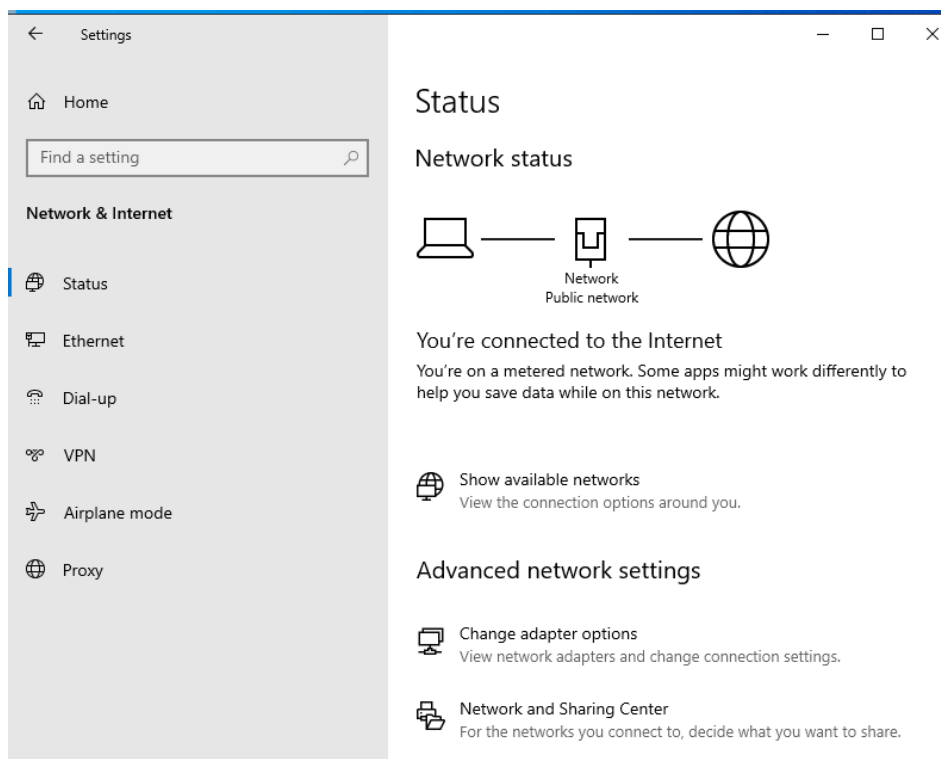 Settings
Home
Find a setting
Network & Internet
Status
Ethernet
Dial-up
VPN
Airplane mode
Proxy
Status
Network status
Network
Public network
You're connected to the Internet
You're on a metered network. Some apps might work differently to
help you save data while on this network.
Show available networks
View the connection options around you.
Advanced network settings
Change adapter options
View network adapters and change connection settings.
Network and Sharing Center
For the networks you connect to, decide what you want to share.